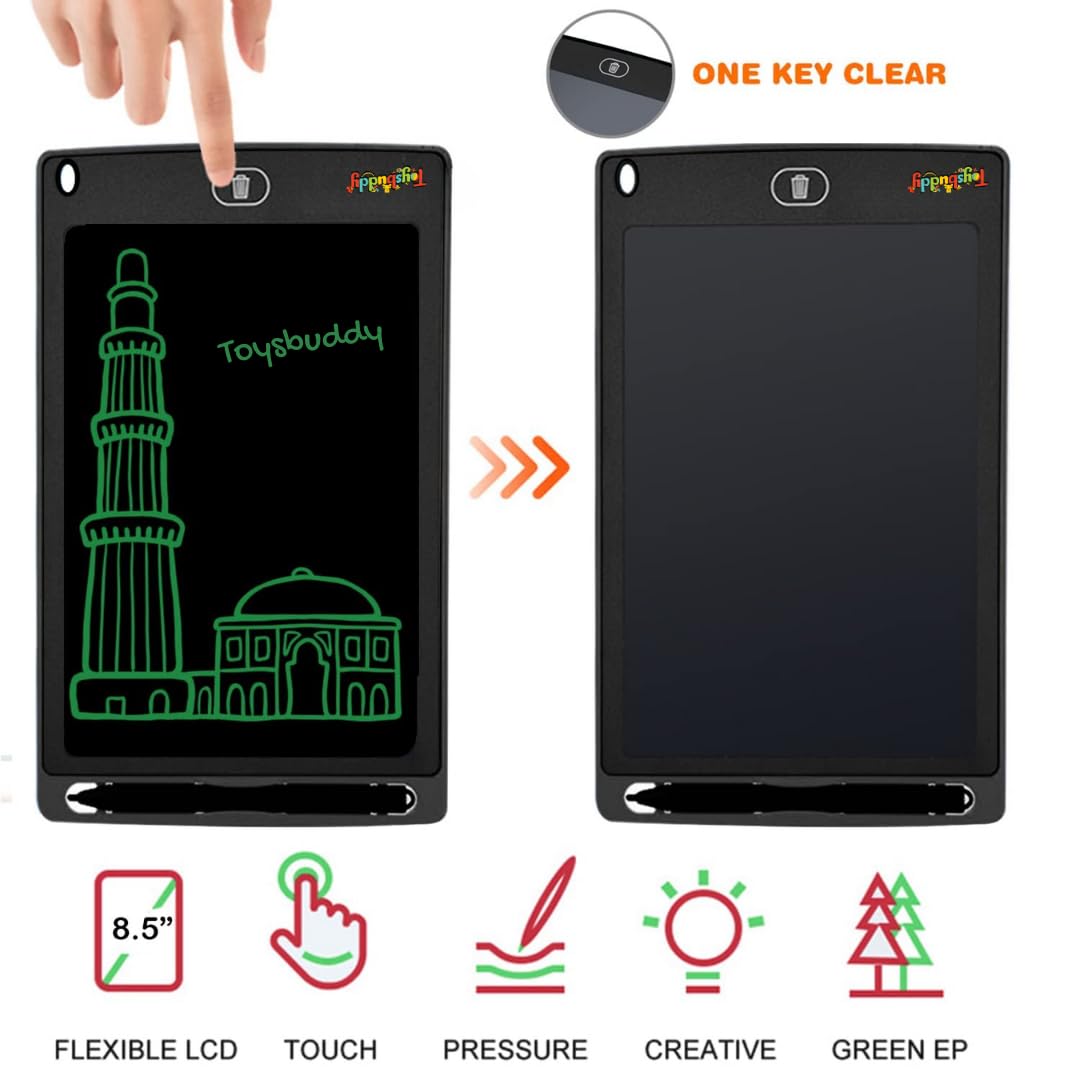 ONE KEY CLEAR
Toysbuddy
Toysbuddy
Toysbuddy
8.5”
FLEXIBLE LCD
TOUCH
PRESSURE
CREATIVE
GREEN EP